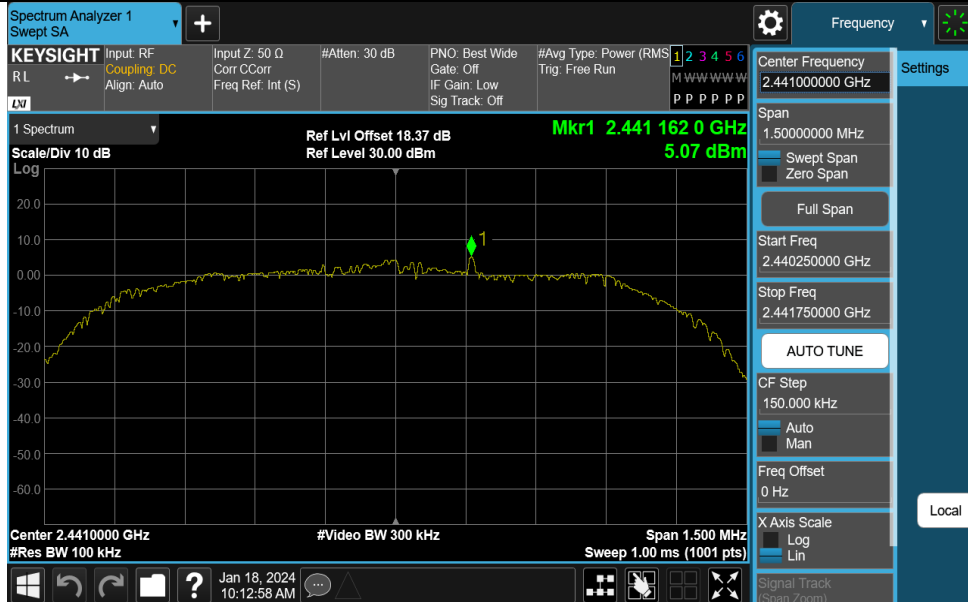 Spectrum Analyzer 1
Swept SA
Frequency
KEYSIGHT
R L
LXI
Input: RF
Coupling: DC
Align: Auto
Input Z: 50 Ω
Corr CCorr
Freq Ref: Int (S)
#Atten: 30 dB
PNO: Best Wide
Gate: Off
IF Gain: Low
Sig Track: Off
#Avg Type: Power (RMS
Trig: Free Run
1 2 3 4 5 6
M W W W W W
P P P P P P
1 Spectrum
Scale/Div 10 dB
Log
Ref Lvl Offset 18.37 dB
Ref Level 30.00 dBm
Mkr1 2.441 162 0 GHz
5.07 dBm
20.0
10.0
0.00
-10.0
-20.0
-30.0
-40.0
-50.0
-60.0
1
Center 2.4410000 GHz
#Res BW 100 kHz
#Video BW 300 kHz
Span 1.500 MHz
Sweep 1.00 ms (1001 pts)
Jan 18, 2024
10:12:58 AM
Center Frequency
2.441000000 GHz
Span
1.50000000 MHz
Swept Span
Zero Span
Full Span
Start Freq
2.440250000 GHz
Stop Freq
2.441750000 GHz
AUTO TUNE
CF Step
150.000 kHz
Auto
Man
Freq Offset
0 Hz
X Axis Scale
Log
Lin
Signal Track
(Span Zoom)
Settings
Local